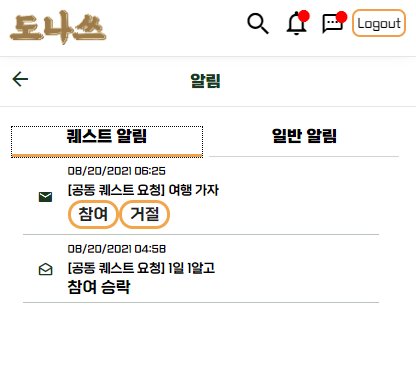 도나쓰
Logout
알림
퀘스트 알림 일반 알림
08/20/2021 06:25
[공동 퀘스트 요청] 여행 가자
참여 거절
08/20/2021 04:58
[공동 퀘스트 요청] 1일 1알고
참여 승락